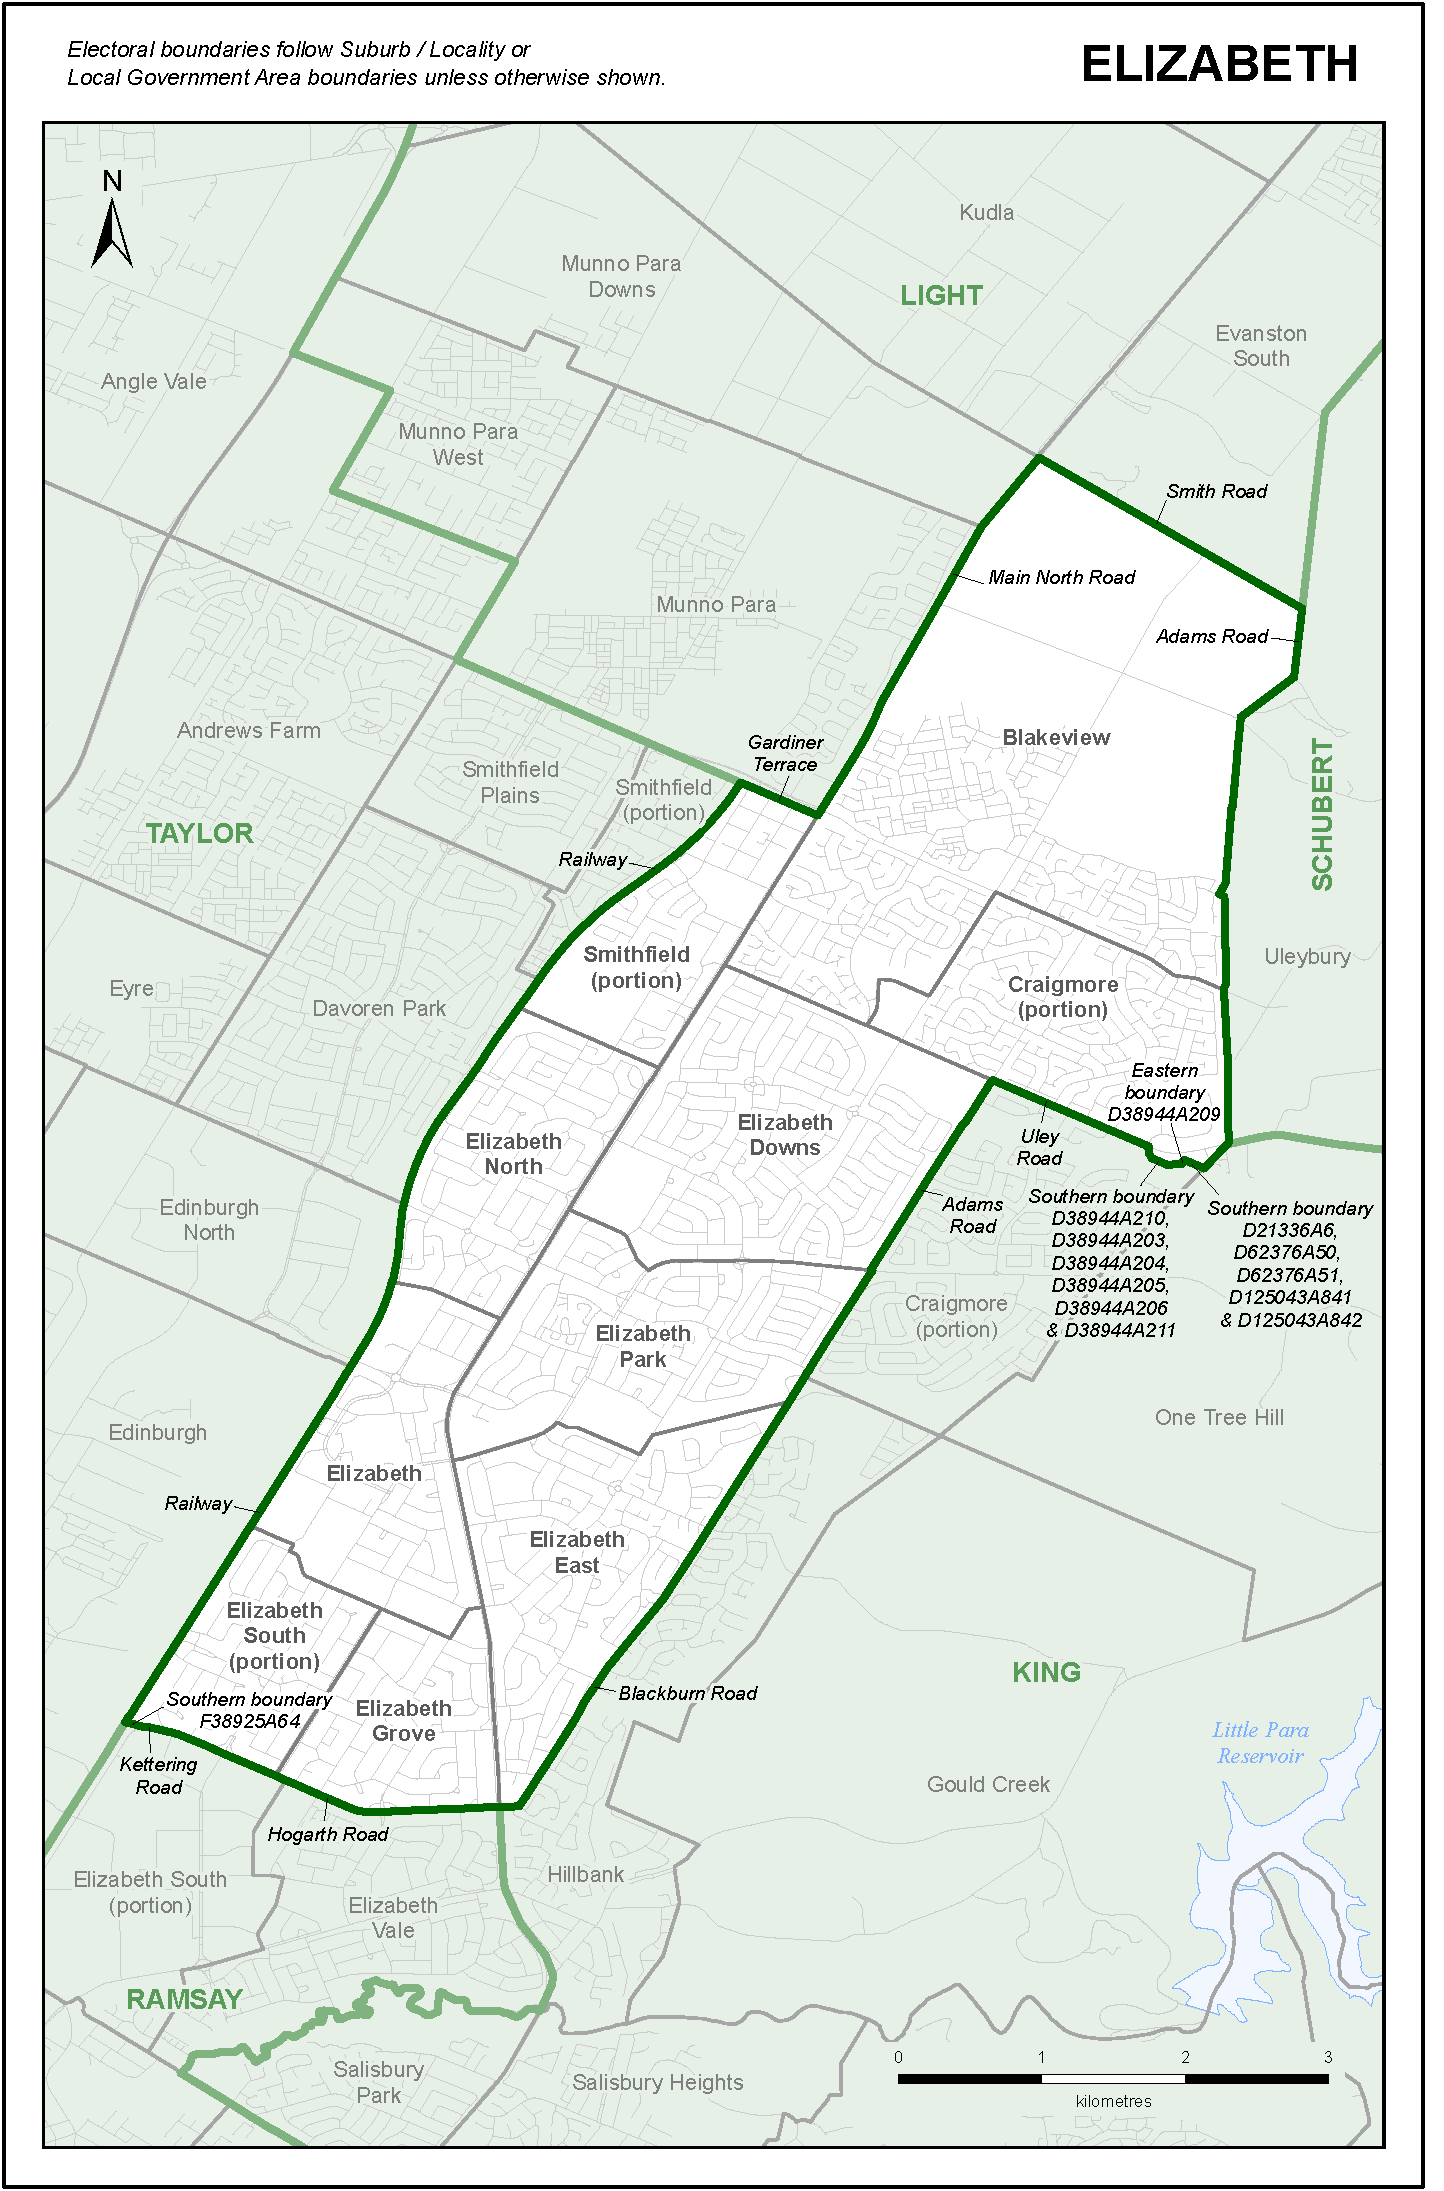 Electoral boundaries follow Suburb / Locality or
Local Government Area boundaries unless otherwise shown.
ELIZABETH
N
Kudla
Munno Para
Downs
LIGHT
Evanston
South
Angle Vale
Munno Para
West
Smith Road
Main North Road
Munno Para
Adams Road
Andrews Farm
Blakeview
Gardiner
Terrace
Smithfield
Plains
Smithfield
(portion)
SCHUBERT
TAYLOR
Railway
Smithfield
(portion)
Uleybury
Craigmore
(portion)
Eyre
Davoren Park
Eastern
boundary
D38944A209
Elizabeth
Downs
Elizabeth
North
Uley
Road
Adams
Road
Southern boundary
D38944A210,
D38944A203,
D38944A204,
D38944A205,
D38944A206
& D38944A211
Southern boundary
D21336A6,
D62376A50,
D62376A51,
D125043A841
& D125043A842
Edinburgh
North
Craigmore
(portion)
Elizabeth
Park
One Tree Hill
Edinburgh
Elizabeth
Railway
Elizabeth
East
Elizabeth
South
(portion)
KING
Southern boundary
F38925A64
Elizabeth
Grove
Blackburn Road
Little Para
Reservoir
Kettering
Road
Gould Creek
Hogarth Road
Elizabeth South
(portion)
Hillbank
Elizabeth
Vale
RAMSAY
Salisbury
Park
Salisbury Heights
0 1 2 3
kilometres